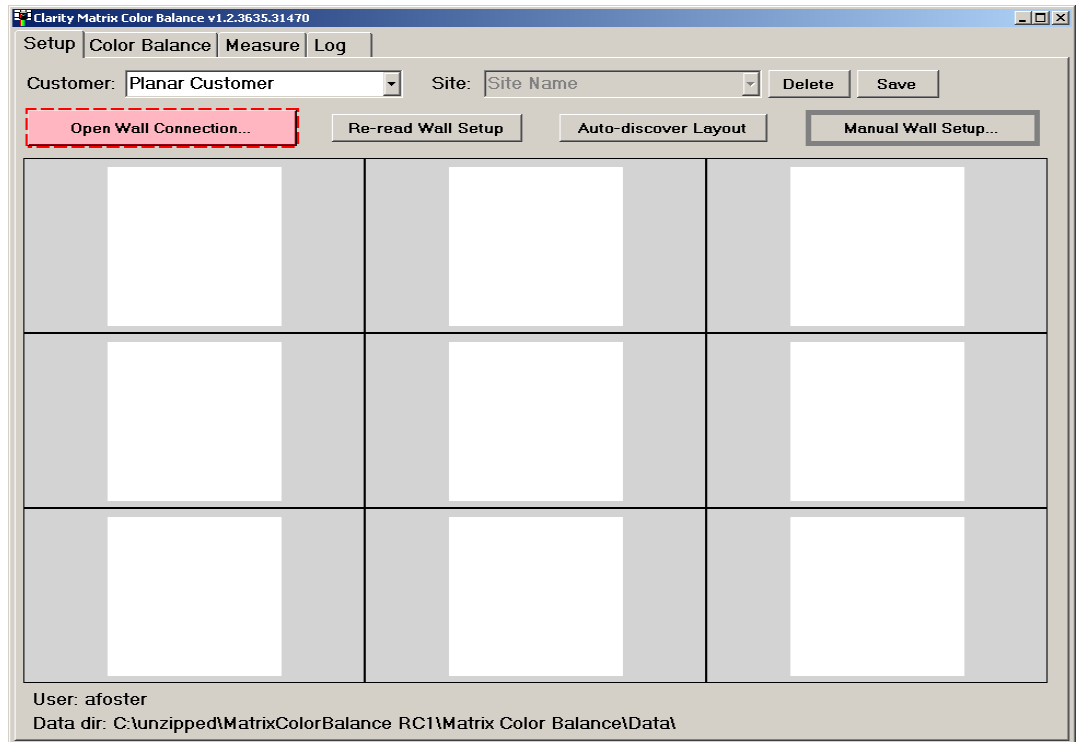 Clarity Matrix Color Balance v1.2.3635.31470
Setup Color Balance Measure Log
Customer: Planar Customer Site: Site Name Delete Save
Open Wall Connection... Re-read Wall Setup Auto-discover Layout Manual Wall Setup...
User: afoster
Data dir: C:\unzipped\MatrixColorBalance RC1\Matrix Color Balance\Data\